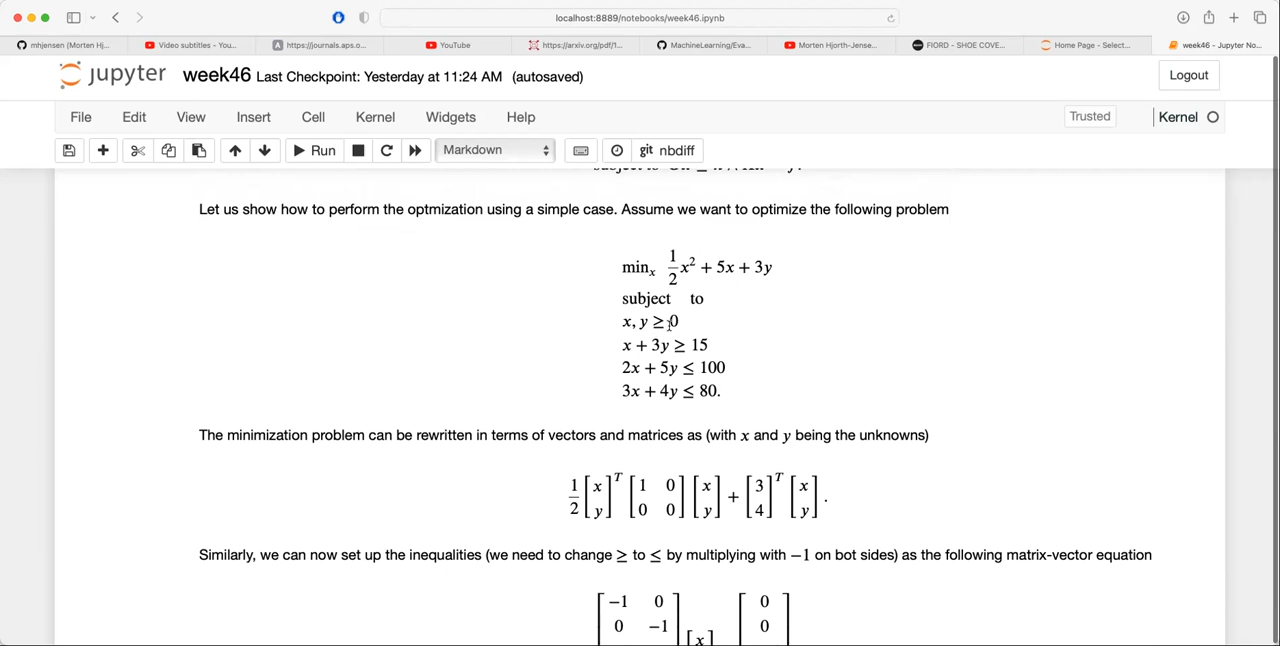 localhost:8889/notebooks/week46.ipynb
mhjensen (Morten Hj... Video subtitles - You... https://journals.aps.o... YouTube https://arxiv.org/pdf/1... MachineLearning/Eva... Morten Hjorth-Jense... FIORD - SHOE COVE... Home Page - Select... week46 - Jupyter No...
jupyter week46 Last Checkpoint: Yesterday at 11:24 AM (autosaved) Logout
File Edit View Insert Cell Kernel Widgets Help Trusted Kernel
Run Markdown git nbdiff
Let us show how to perform the optmization using a simple case. Assume we want to optimize the following problem
minₓ 1/2 x² + 5x + 3y
subject to
x, y ≥ 0
x + 3y ≥ 15
2x + 5y ≤ 100
3x + 4y ≤ 80.
The minimization problem can be rewritten in terms of vectors and matrices as (with x and y being the unknowns)
1/2 [x y]ᵀ [1 0 0 0] [x y] + [3 4]ᵀ [x y] .
Similarly, we can now set up the inequalities (we need to change ≥ to ≤ by multiplying with −1 on bot sides) as the following matrix-vector equation
−1 0 0
0 −1 [x] 0